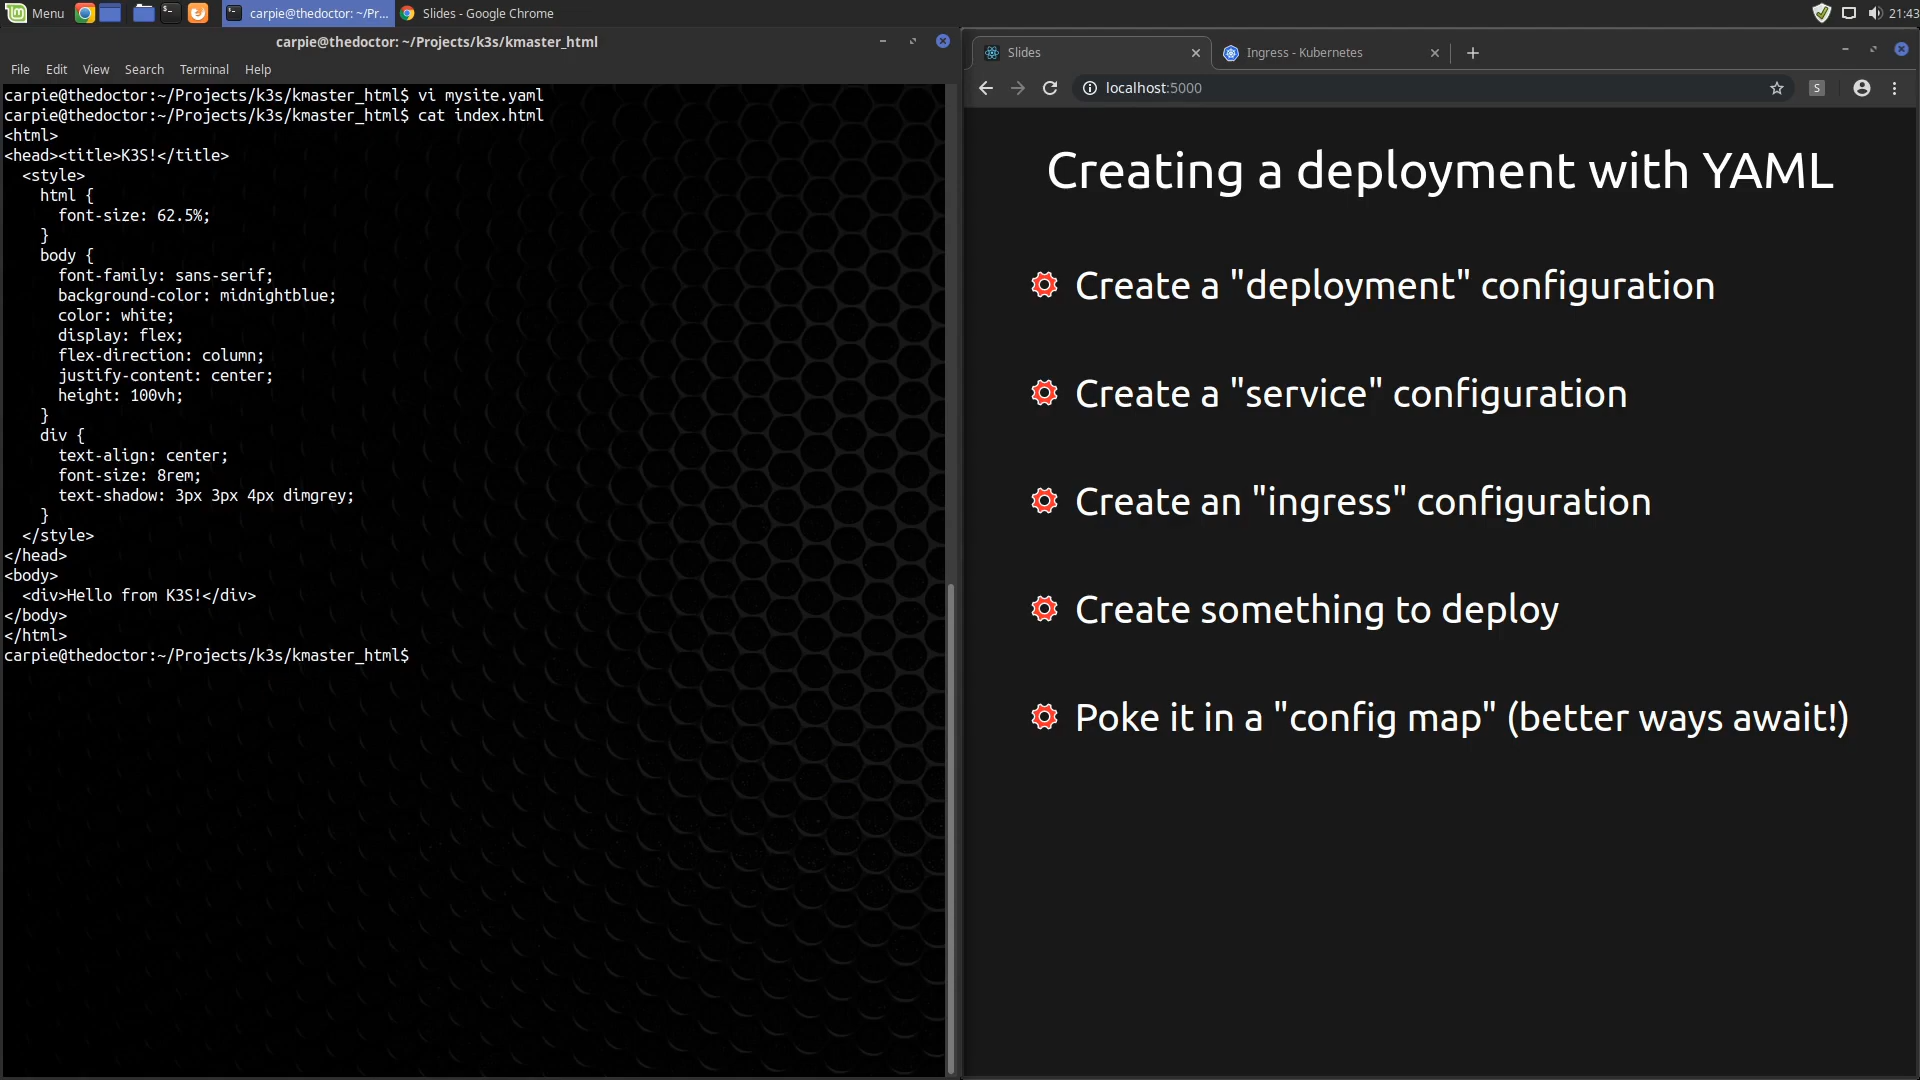 Menu
carpie@thedoctor: ~/Pr...
Slides - Google Chrome
21:43
carpie@thedoctor: ~/Projects/k3s/kmaster_html
File Edit View Search Terminal Help
carpie@thedoctor:~/Projects/k3s/kmaster_html$ vi mysite.yaml
carpie@thedoctor:~/Projects/k3s/kmaster_html$ cat index.html
<html>
<head><title>K3S!</title>
  <style>
    html {
      font-size: 62.5%;
    }
    body {
      font-family: sans-serif;
      background-color: midnightblue;
      color: white;
      display: flex;
      flex-direction: column;
      justify-content: center;
      height: 100vh;
    }
    div {
      text-align: center;
      font-size: 8rem;
      text-shadow: 3px 3px 4px dimgrey;
    }
  </style>
</head>
<body>
  <div>Hello from K3S!</div>
</body>
</html>
carpie@thedoctor:~/Projects/k3s/kmaster_html$
Slides
Ingress - Kubernetes
localhost:5000
S
Creating a deployment with YAML
Create a "deployment" configuration
Create a "service" configuration
Create an "ingress" configuration
Create something to deploy
Poke it in a "config map" (better ways await!)